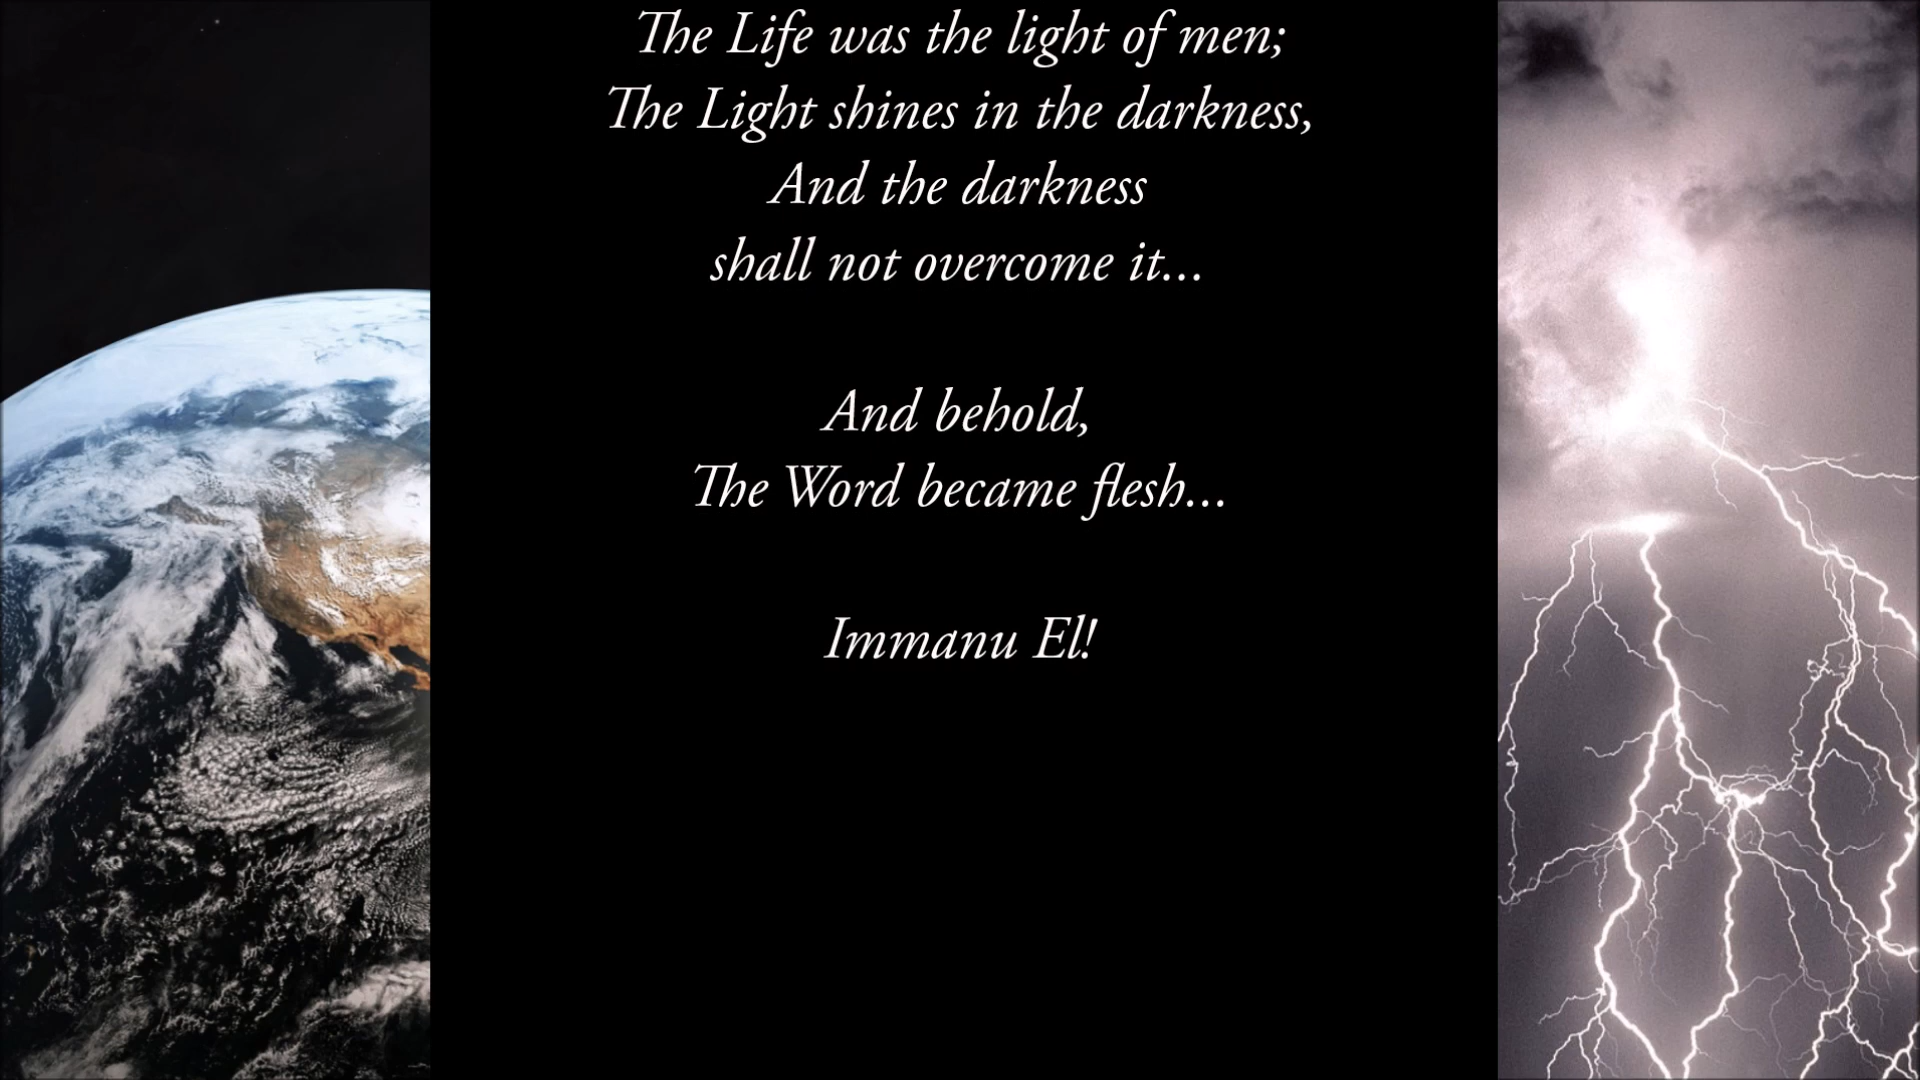 The Life was the light of men;
The Light shines in the darkness,
And the darkness
shall not overcome it...
And behold,
The Word became flesh...
Immanu El!